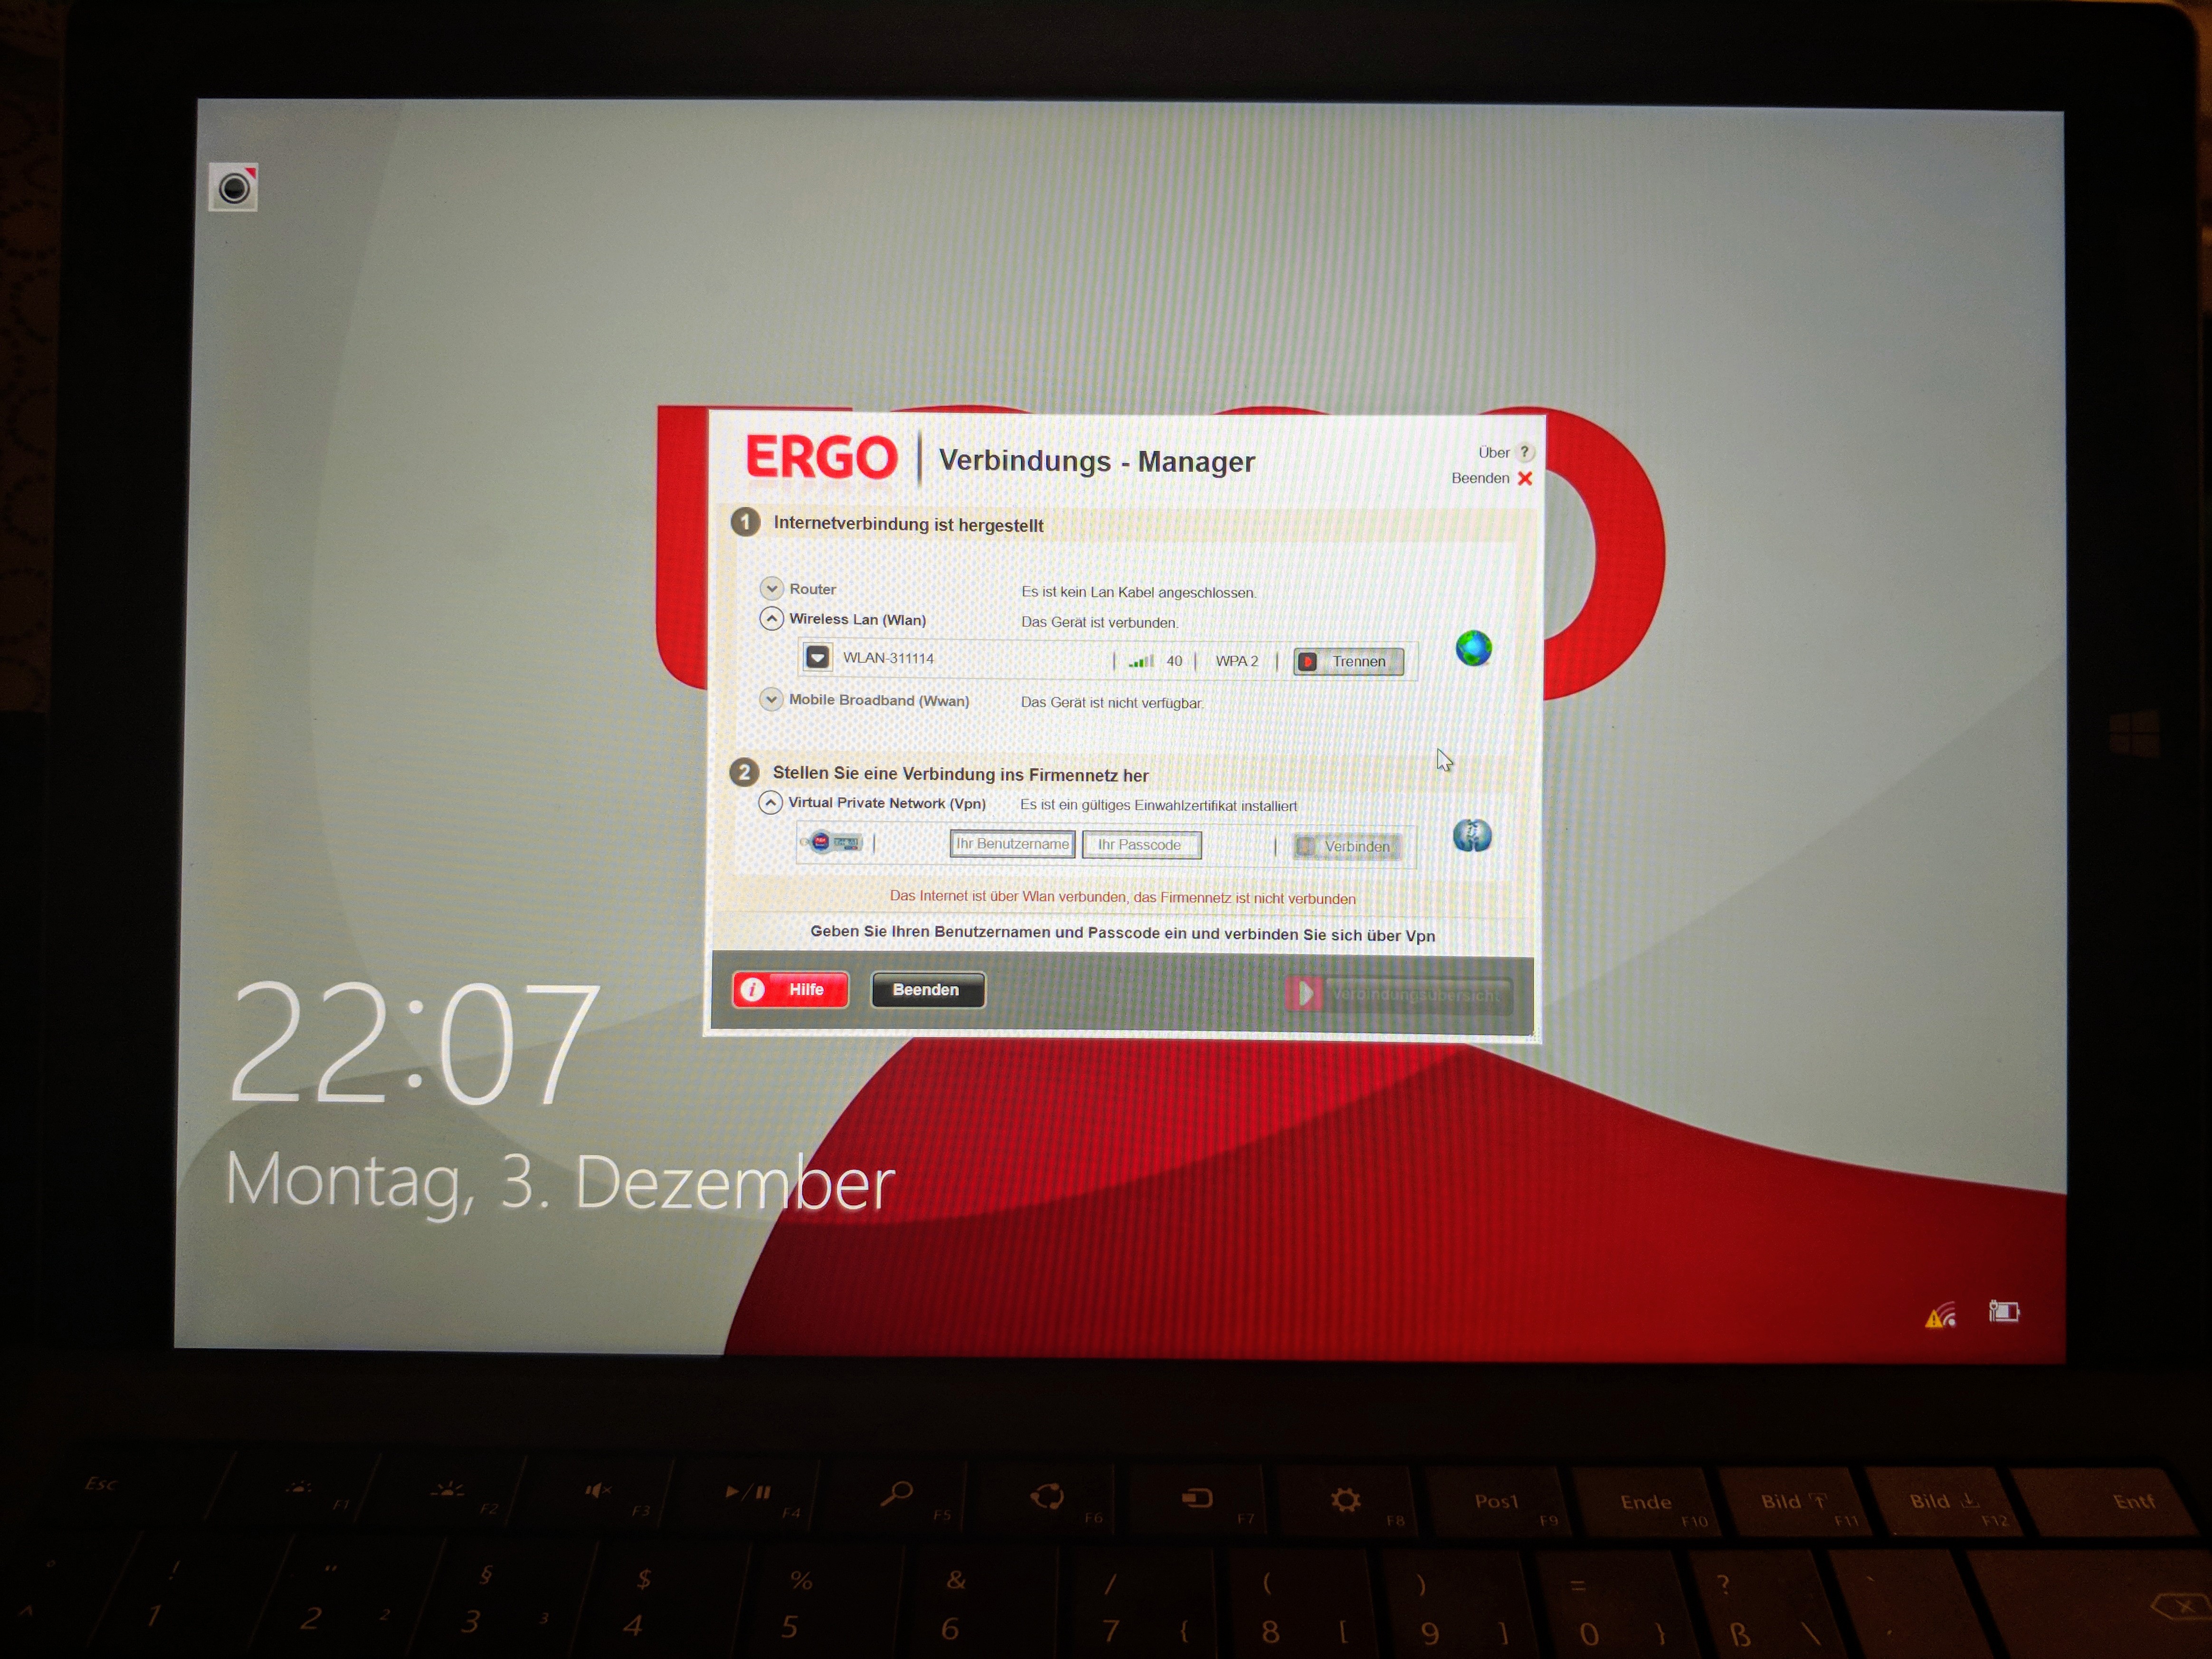 ERGO Verbindungs - Manager
Über ?
Beenden
1 Internetverbindung ist hergestellt
Router Es ist kein Lan Kabel angeschlossen.
Wireless Lan (Wlan) Das Gerät ist verbunden.
WLAN-311114 40 WPA 2 Trennen
Mobile Broadband (Wwan) Das Gerät ist nicht verfügbar.
2 Stellen Sie eine Verbindung ins Firmennetz her
Virtual Private Network (Vpn) Es ist ein gültiges Einwahlzertifikat installiert
Ihr Benutzername Ihr Passcode Verbinden
Das Internet ist über Wlan verbunden, das Firmennetz ist nicht verbunden
Geben Sie Ihren Benutzernamen und Passcode ein und verbinden Sie sich über Vpn
i Hilfe Beenden Verbindungsübersicht
22:07
Montag, 3. Dezember
Esc F1 F2 F3 F4 F5 F6 F7 F8 Pos1 F9 Ende F10 Bild F11 Bild F12 Entf
° ! " § $ % & / ( ) = ? `
^ 1 2 ² 3 ³ 4 5 6 7 { 8 [ 9 ] 0 } ß \ ´